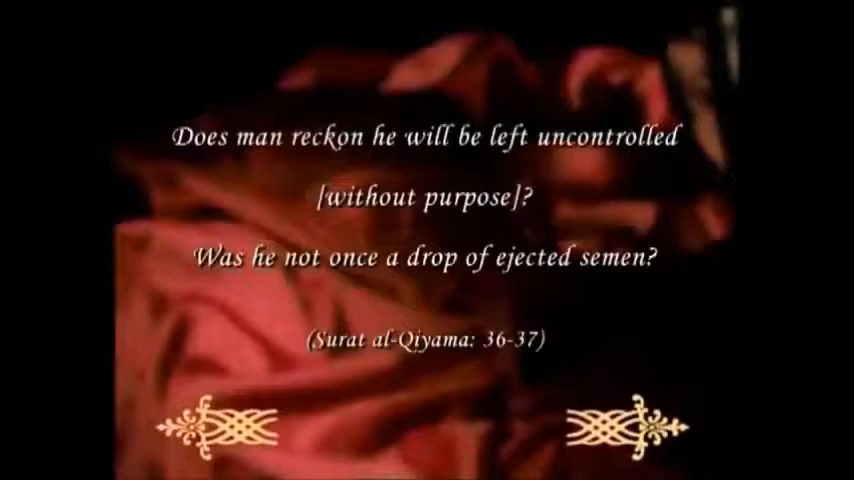 Does man reckon he will be left uncontrolled
[without purpose]?
Was he not once a drop of ejected semen?
(Surat al-Qiyama: 36-37)